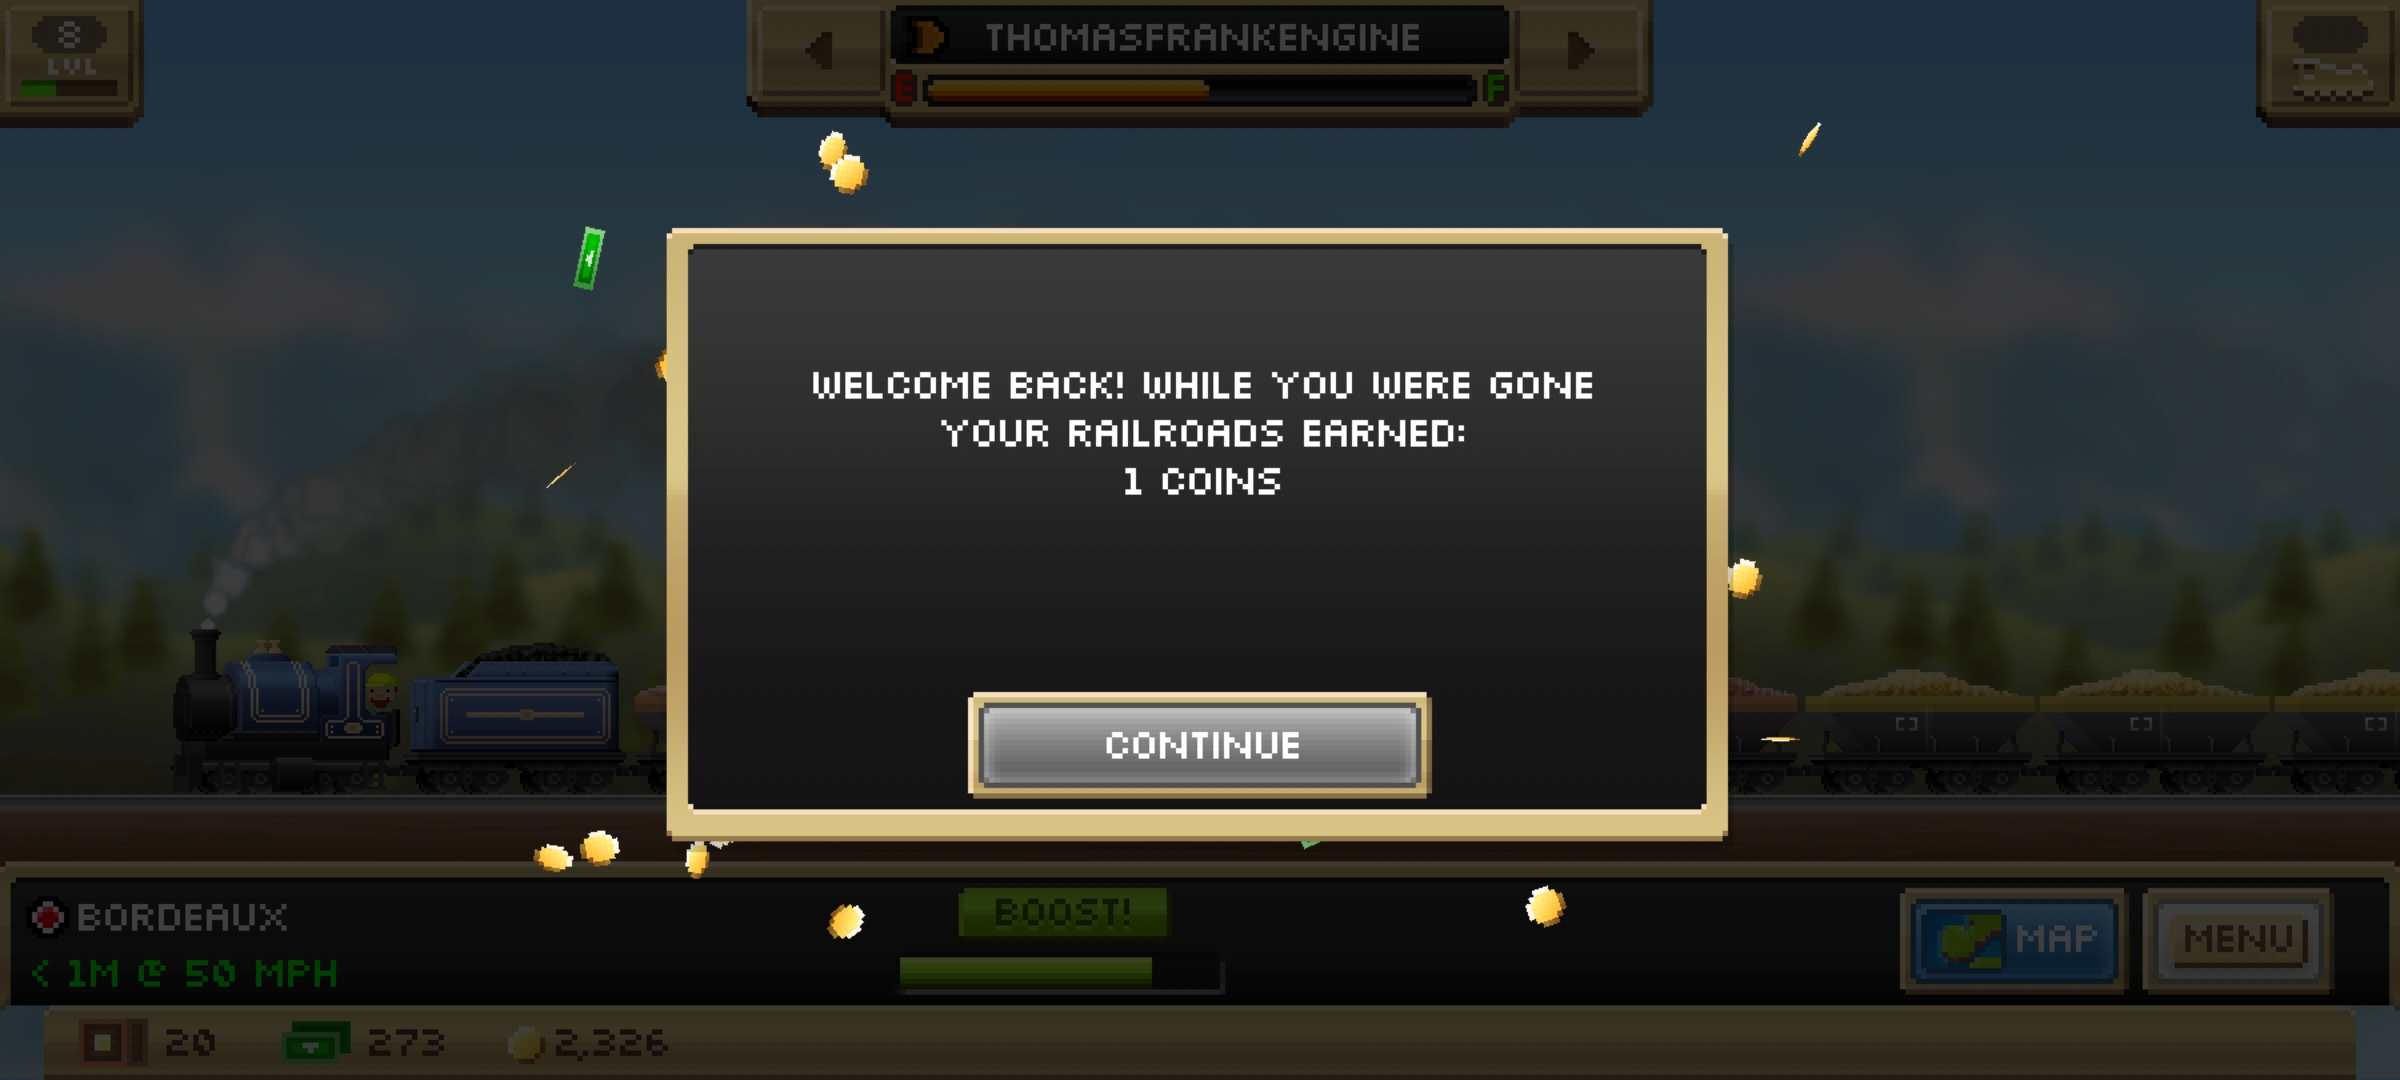 8
LVL
THOMASFRANKENGINE
E
F
WELCOME BACK! WHILE YOU WERE GONE
YOUR RAILROADS EARNED:
1 COINS
CONTINUE
BORDEAUX
< 1M @ 50 MPH
BOOST!
MAP
MENU
20
273
2,326